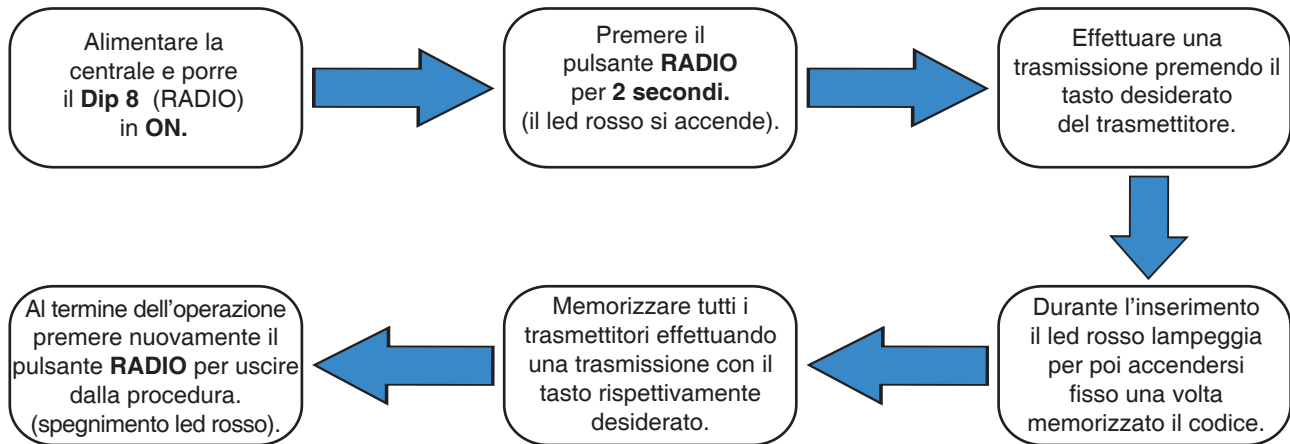 Alimentare la
centrale e porre
il Dip 8 (RADIO)
in ON.
Premere il
pulsante RADIO
per 2 secondi.
(il led rosso si accende).
Effettuare una
trasmissione premendo il
tasto desiderato
del trasmettitore.
Durante l'inserimento
il led rosso lampeggia
per poi accendersi
fisso una volta
memorizzato il codice.
Memorizzare tutti i
trasmettitori effettuando
una trasmissione con il
tasto rispettivamente
desiderato.
Al termine dell'operazione
premere nuovamente il
pulsante RADIO per uscire
dalla procedura.
(spegnimento led rosso).